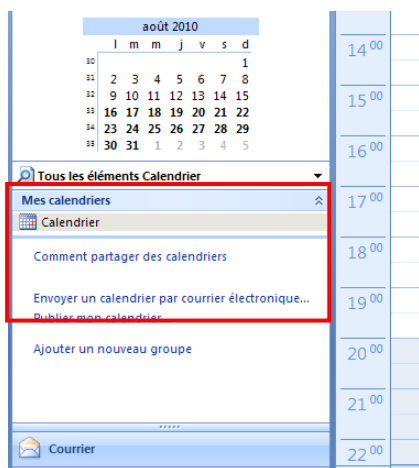 août 2010
l m m j v s d
30 1
31 2 3 4 5 6 7 8
32 9 10 11 12 13 14 15
33 16 17 18 19 20 21 22
34 23 24 25 26 27 28 29
35 30 31 1 2 3 4 5
Tous les éléments Calendrier
Mes calendriers
Calendrier
Comment partager des calendriers
Envoyer un calendrier par courrier électronique...
Publier mon calendrier
Ajouter un nouveau groupe
Courrier
14 00
15 00
16 00
17 00
18 00
19 00
20 00
21 00
22 00